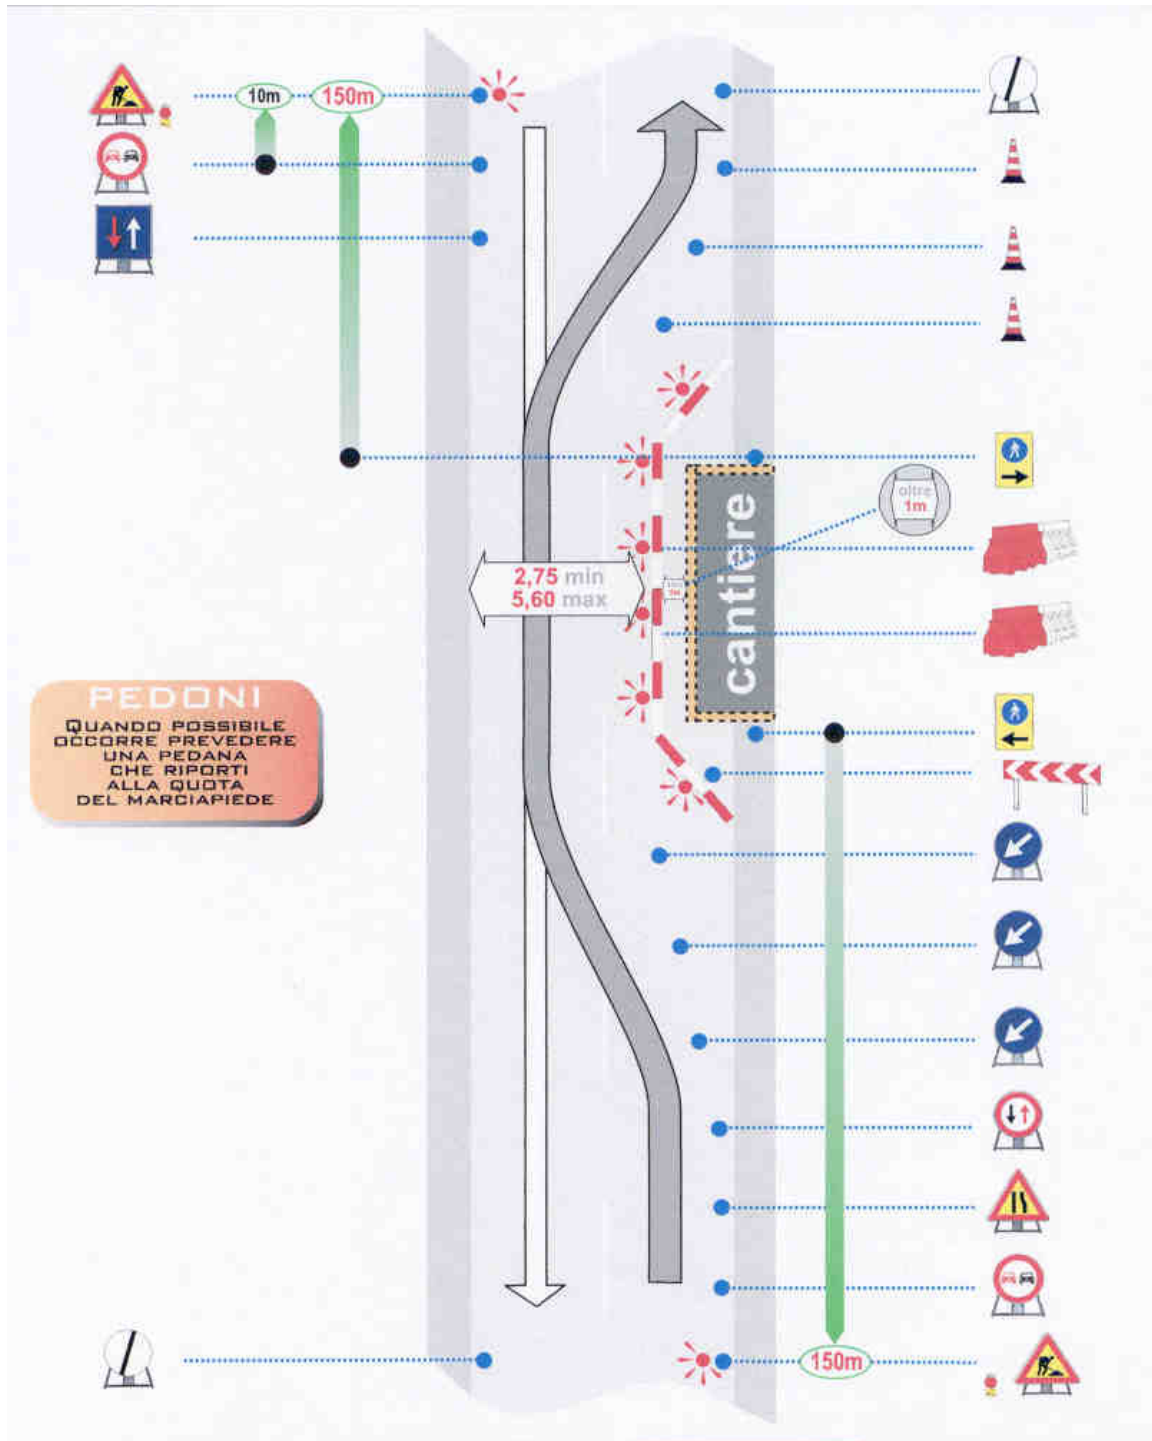 10m
150m
oltre
1m
cantiere
2,75 min
5,60 max
PEDONI
QUANDO POSSIBILE
OCCORRE PREVEDERE
UNA PEDANA
CHE RIPORTI
ALLA QUOTA
DEL MARCIAPIEDE
150m